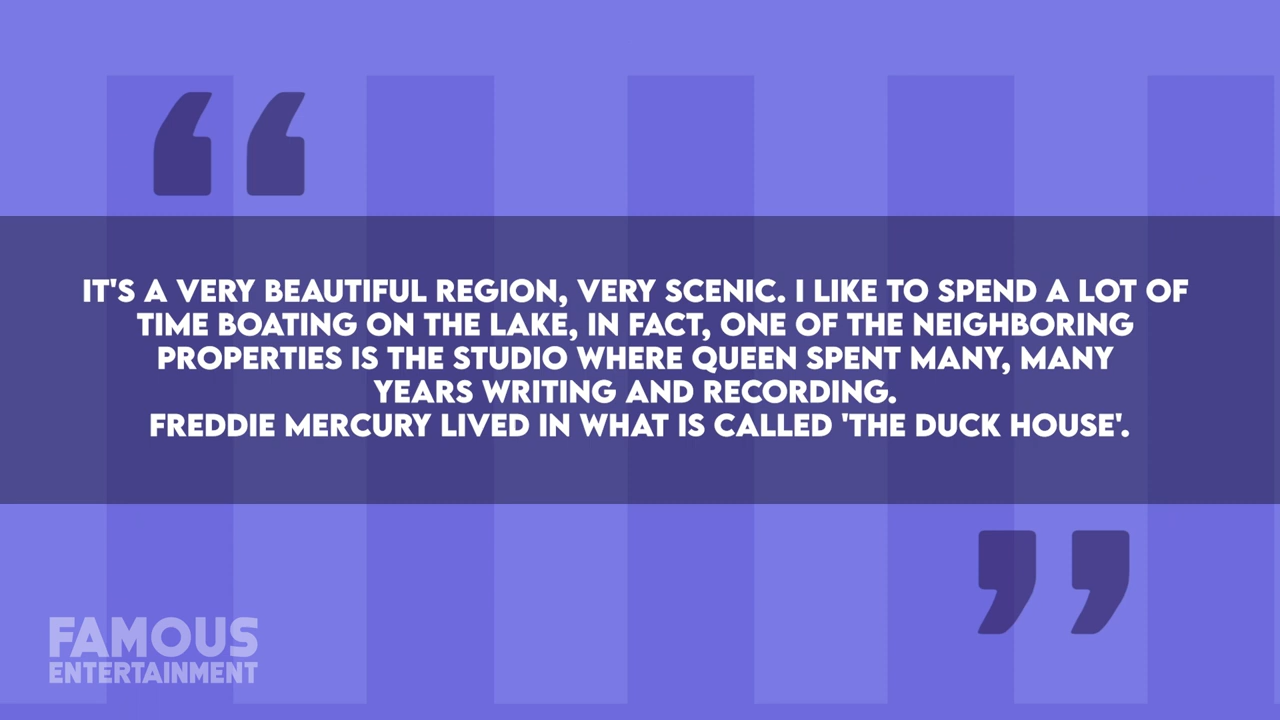 “
IT'S A VERY BEAUTIFUL REGION, VERY SCENIC. I LIKE TO SPEND A LOT OF
TIME BOATING ON THE LAKE, IN FACT, ONE OF THE NEIGHBORING
PROPERTIES IS THE STUDIO WHERE QUEEN SPENT MANY, MANY
YEARS WRITING AND RECORDING.
FREDDIE MERCURY LIVED IN WHAT IS CALLED 'THE DUCK HOUSE'.
”
FAMOUS
ENTERTAINMENT